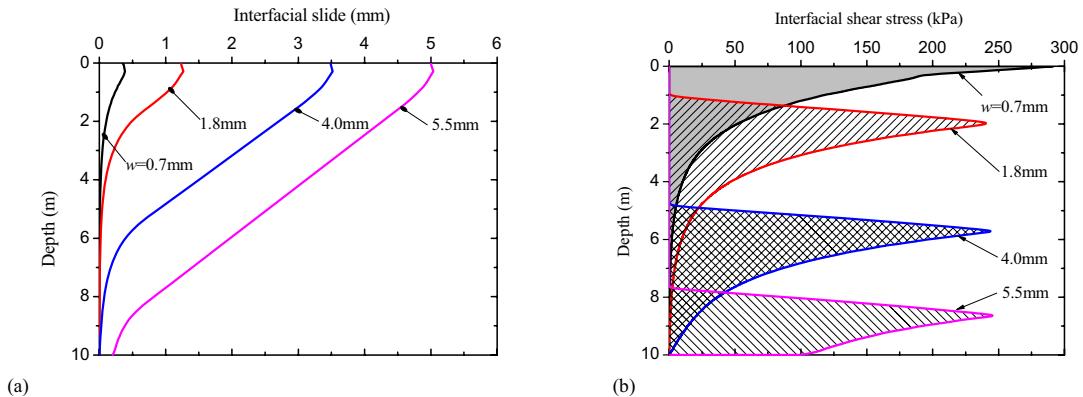 Interfacial slide (mm)
0 1 2 3 4 5 6
Depth (m)
0
2
4
6
8
10
w=0.7mm
1.8mm
4.0mm
5.5mm
(a)
Interfacial shear stress (kPa)
0 50 100 150 200 250 300
Depth (m)
0
2
4
6
8
10
w=0.7mm
1.8mm
4.0mm
5.5mm
(b)